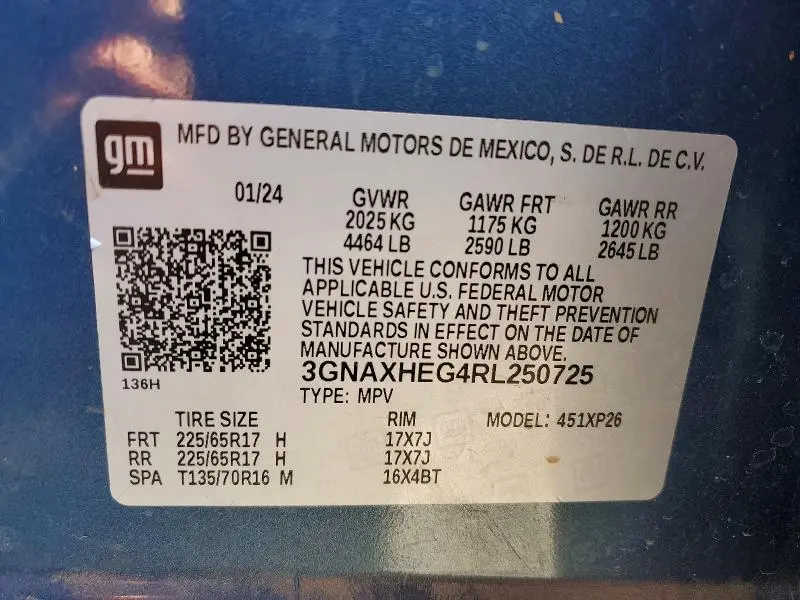 gm
MFD BY GENERAL MOTORS DE MEXICO, S. DE R.L. DE C.V.
01/24 GVWR GAWR FRT GAWR RR
2025 KG 1175 KG 1200 KG
4464 LB 2590 LB 2645 LB
THIS VEHICLE CONFORMS TO ALL
APPLICABLE U.S. FEDERAL MOTOR
VEHICLE SAFETY AND THEFT PREVENTION
STANDARDS IN EFFECT ON THE DATE OF
MANUFACTURE SHOWN ABOVE.
3GNAXHEG4RL250725
136H
TYPE: MPV
TIRE SIZE RIM MODEL: 451XP26
FRT 225/65R17 H 17X7J
RR 225/65R17 H 17X7J
SPA T135/70R16 M 16X4BT